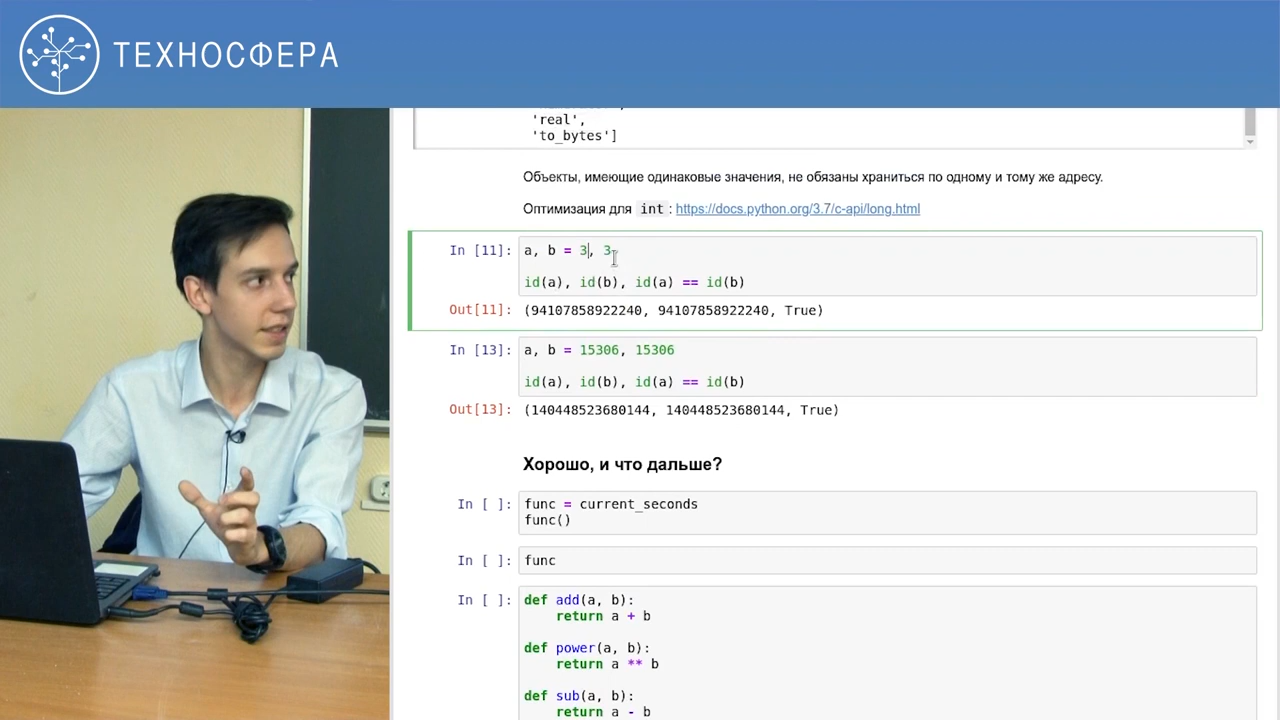 ТЕХНОСФЕРА
'real',
'to_bytes']
Объекты, имеющие одинаковые значения, не обязаны храниться по одному и тому же адресу.
Оптимизация для int : https://docs.python.org/3.7/c-api/long.html
In [11]: a, b = 3, 3
id(a), id(b), id(a) == id(b)
Out[11]: (94107858922240, 94107858922240, True)
In [13]: a, b = 15306, 15306
id(a), id(b), id(a) == id(b)
Out[13]: (140448523680144, 140448523680144, True)
Хорошо, и что дальше?
In [ ]: func = current_seconds
func()
In [ ]: func
In [ ]: def add(a, b):
return a + b
def power(a, b):
return a ** b
def sub(a, b):
return a - b